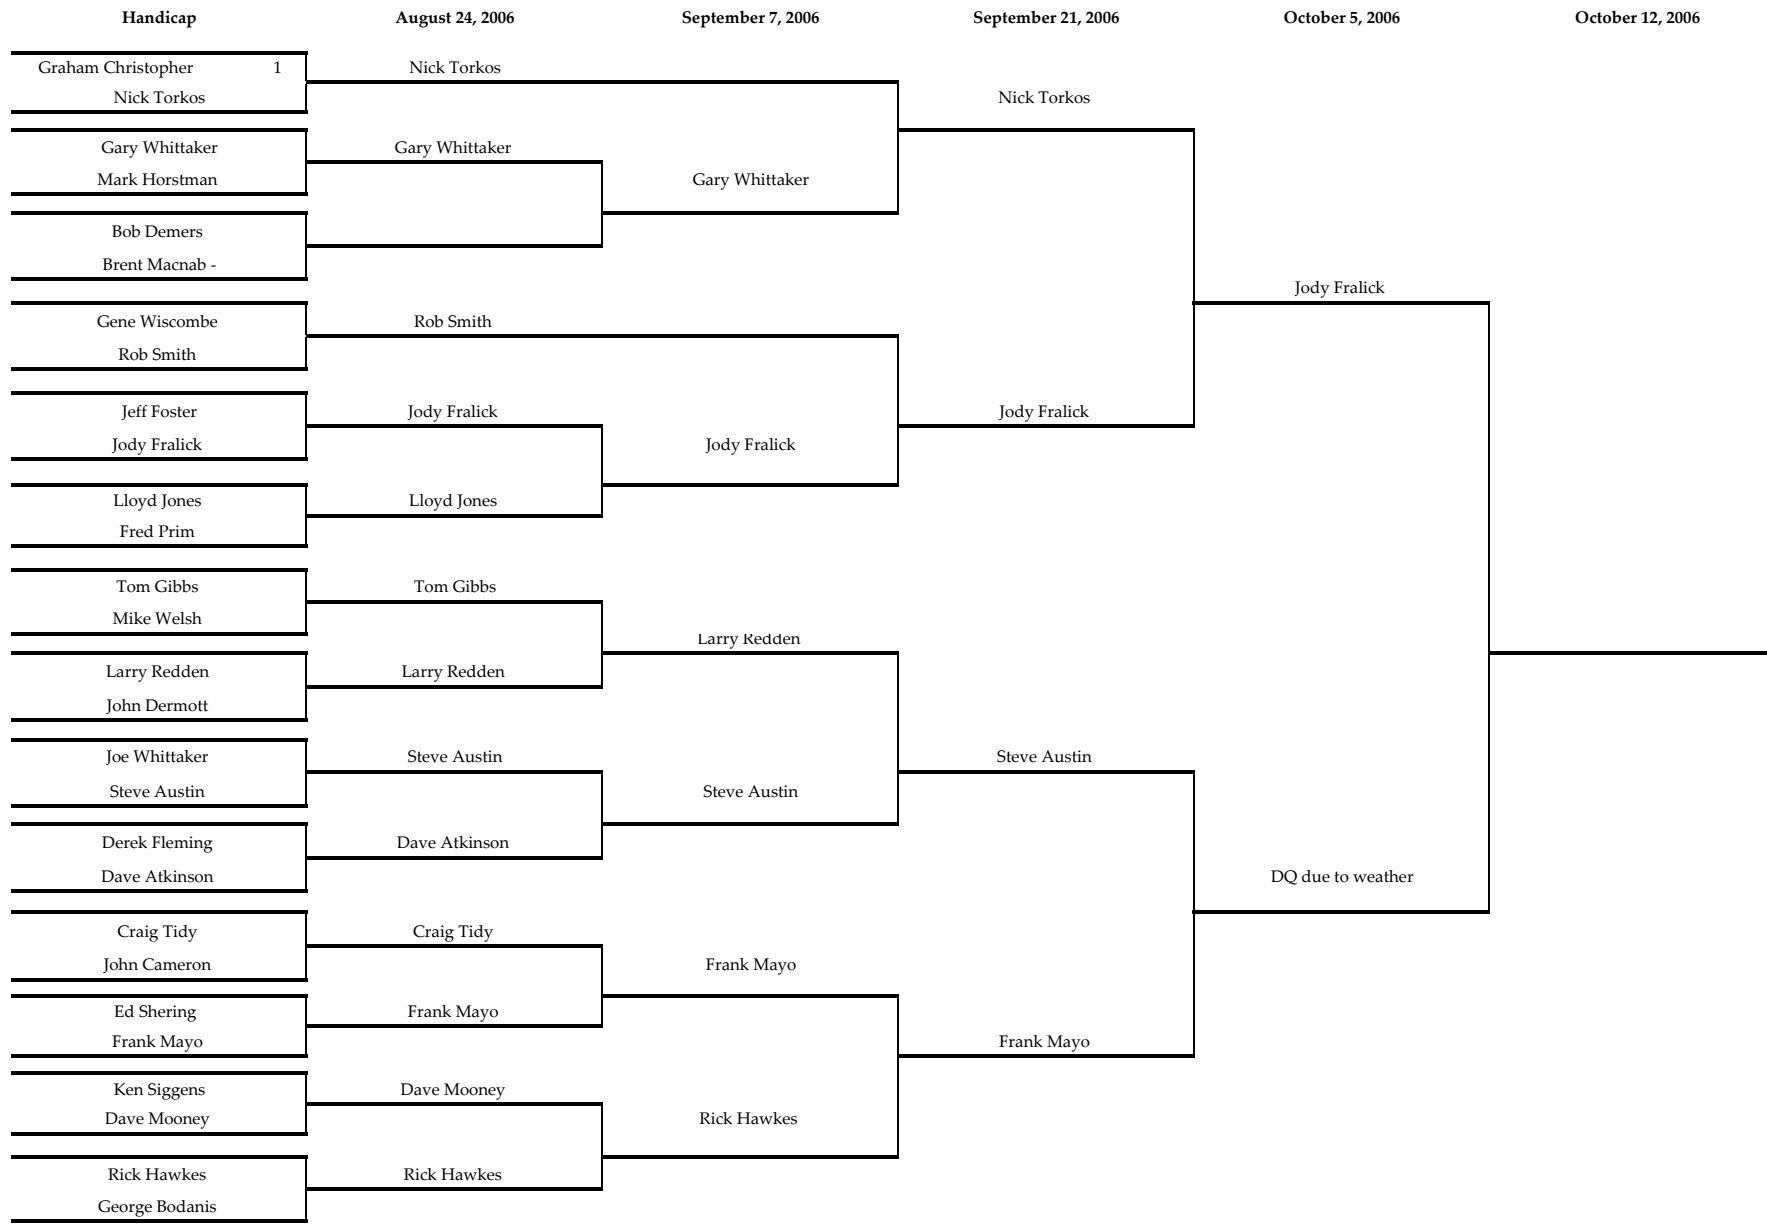 Handicap August 24, 2006 September 7, 2006 September 21, 2006 October 5, 2006 October 12, 2006
Graham Christopher 1 Nick Torkos
Nick Torkos Nick Torkos
Gary Whittaker Gary Whittaker
Mark Horstman Gary Whittaker
Bob Demers
Brent Macnab -
Jody Fralick
Gene Wiscombe Rob Smith
Rob Smith
Jeff Foster Jody Fralick Jody Fralick
Jody Fralick Jody Fralick
Lloyd Jones Lloyd Jones
Fred Prim
Tom Gibbs Tom Gibbs
Mike Welsh
Larry Redden
Larry Redden Larry Redden
John Dermott
Joe Whittaker Steve Austin Steve Austin
Steve Austin Steve Austin
Derek Fleming Dave Atkinson
Dave Atkinson DQ due to weather
Craig Tidy Craig Tidy
John Cameron Frank Mayo
Ed Shering Frank Mayo
Frank Mayo Frank Mayo
Ken Siggens Dave Mooney
Dave Mooney Rick Hawkes
Rick Hawkes Rick Hawkes
George Bodanis